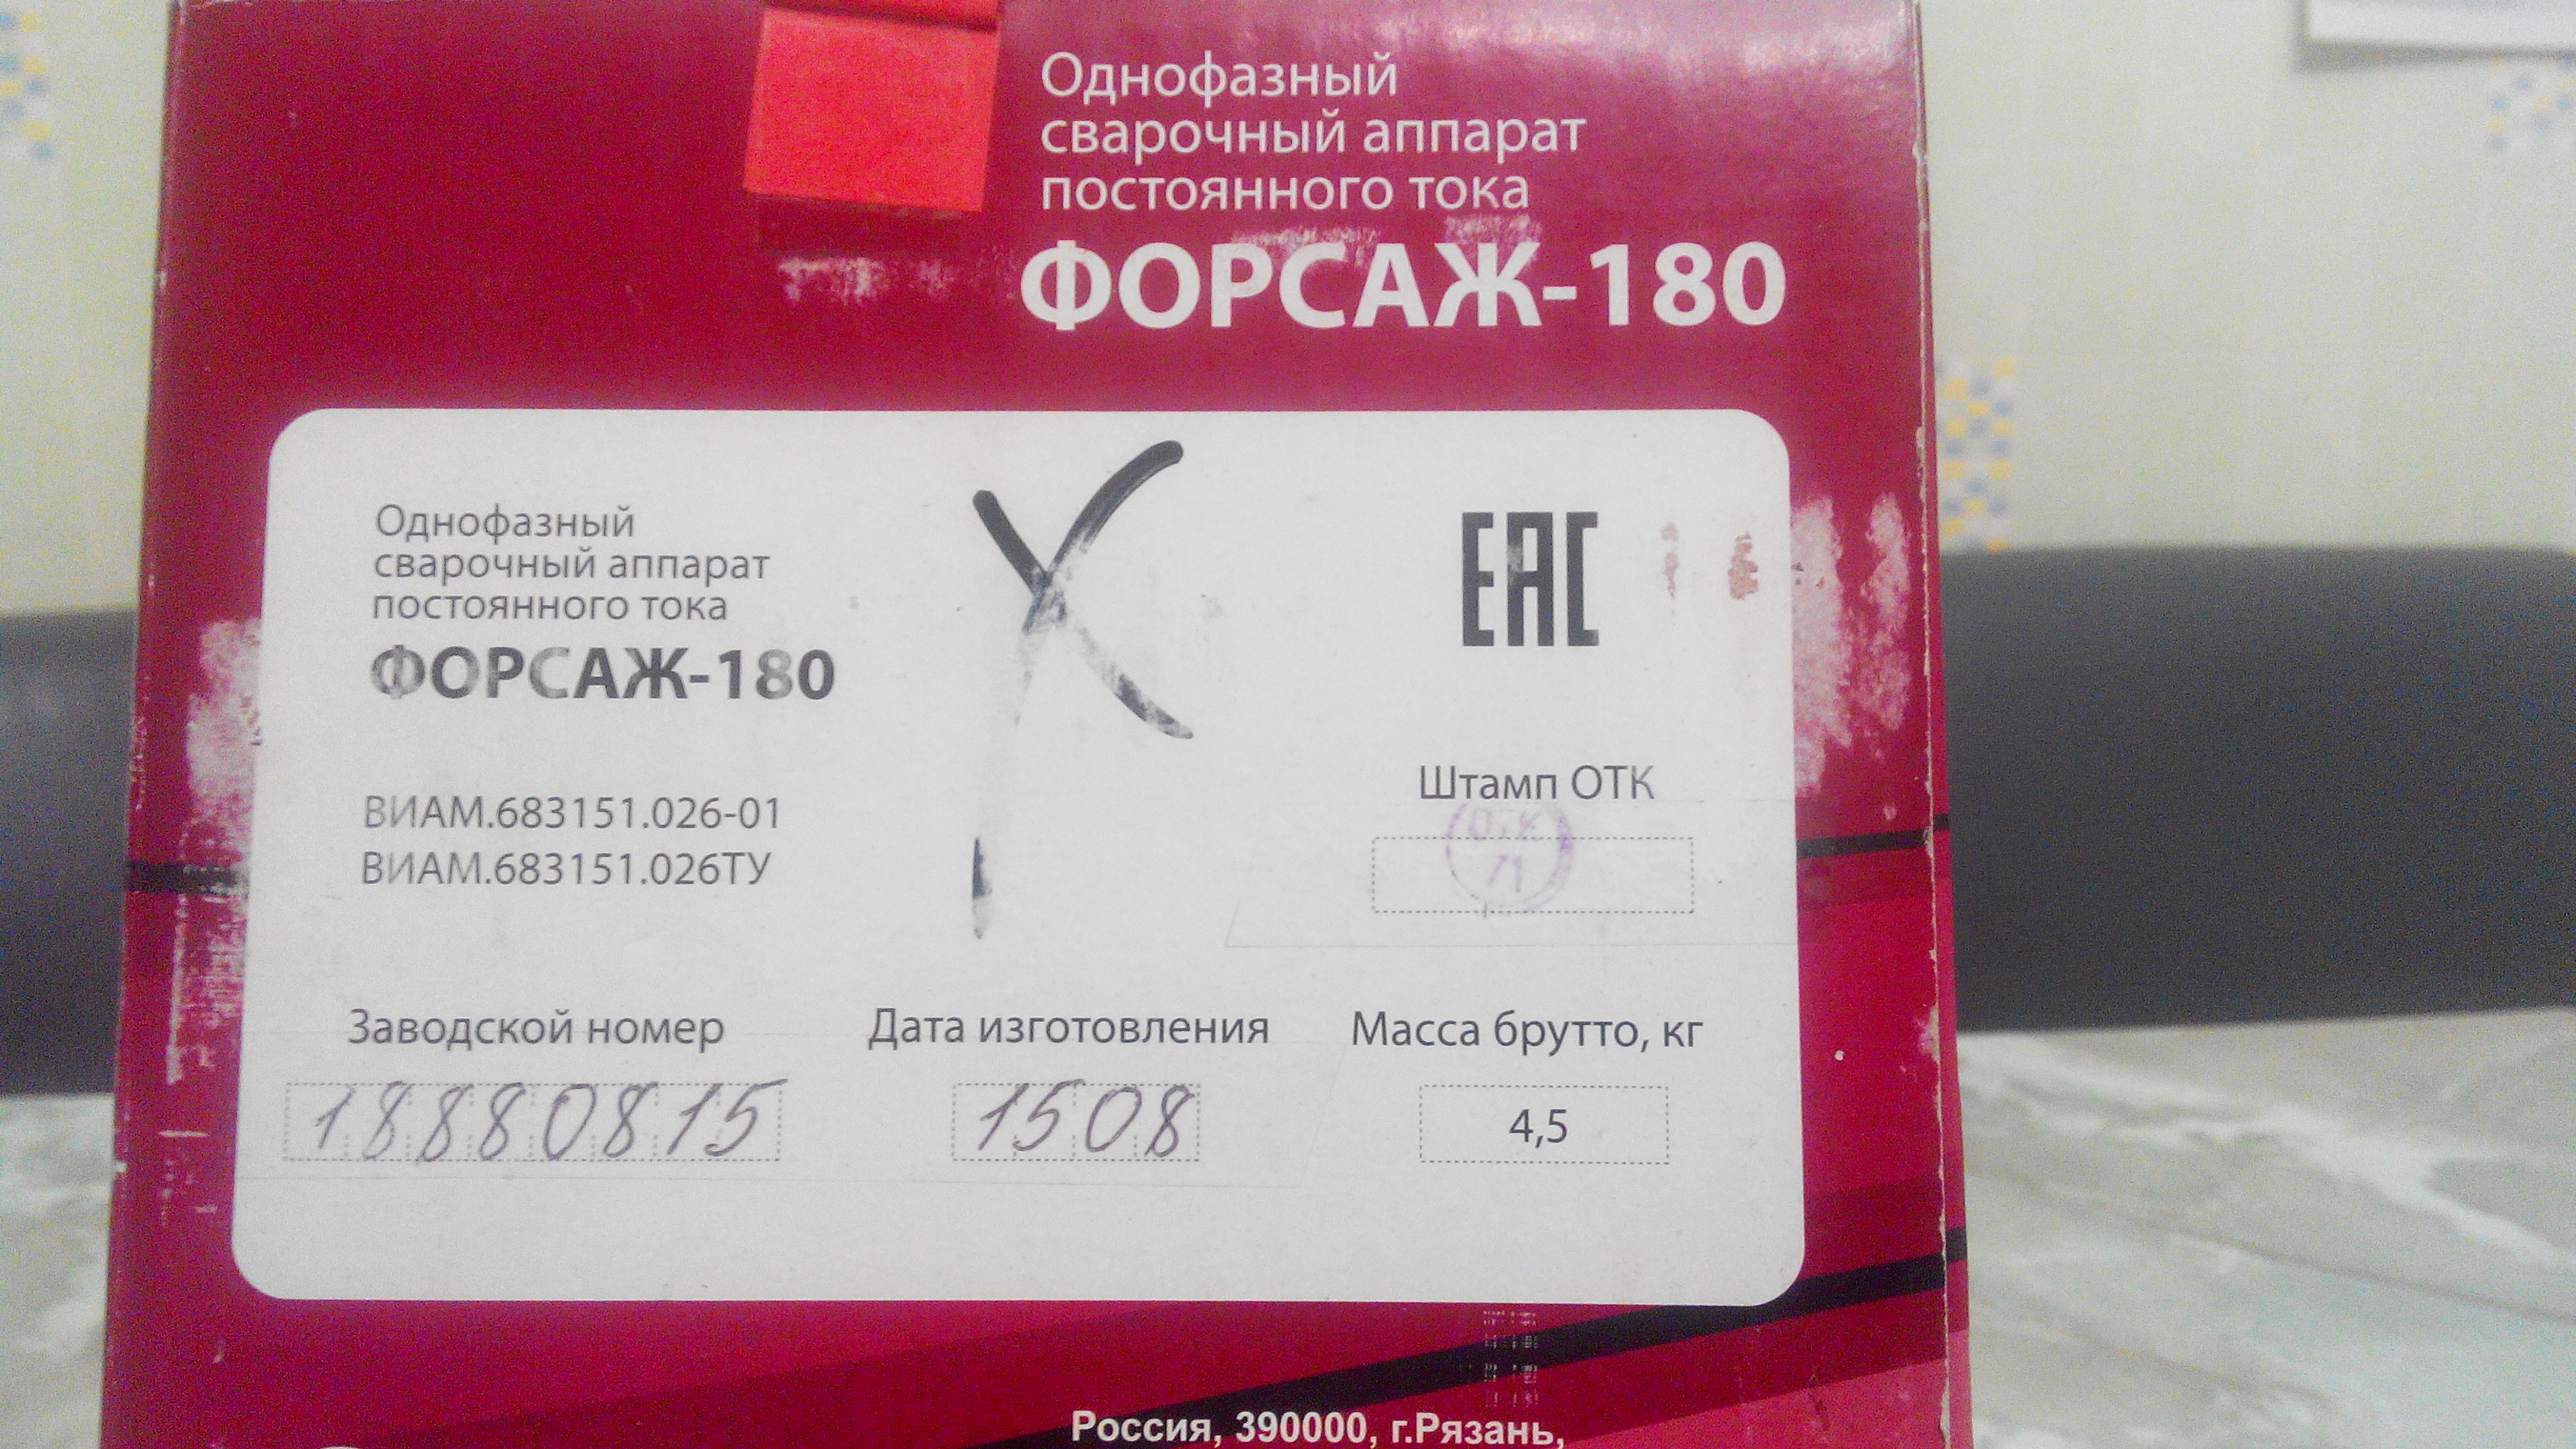 Однофазный
сварочный аппарат
постоянного тока
ФОРСАЖ-180
Однофазный
сварочный аппарат
постоянного тока
ФОРСАЖ-180
EAC
ВИАМ.683151.026-01
ВИАМ.683151.026ТУ
Штамп ОТК
ОТК
71
Заводской номер
Дата изготовления
Масса брутто, кг
18880815
1508
4,5
Россия, 390000, г.Рязань,